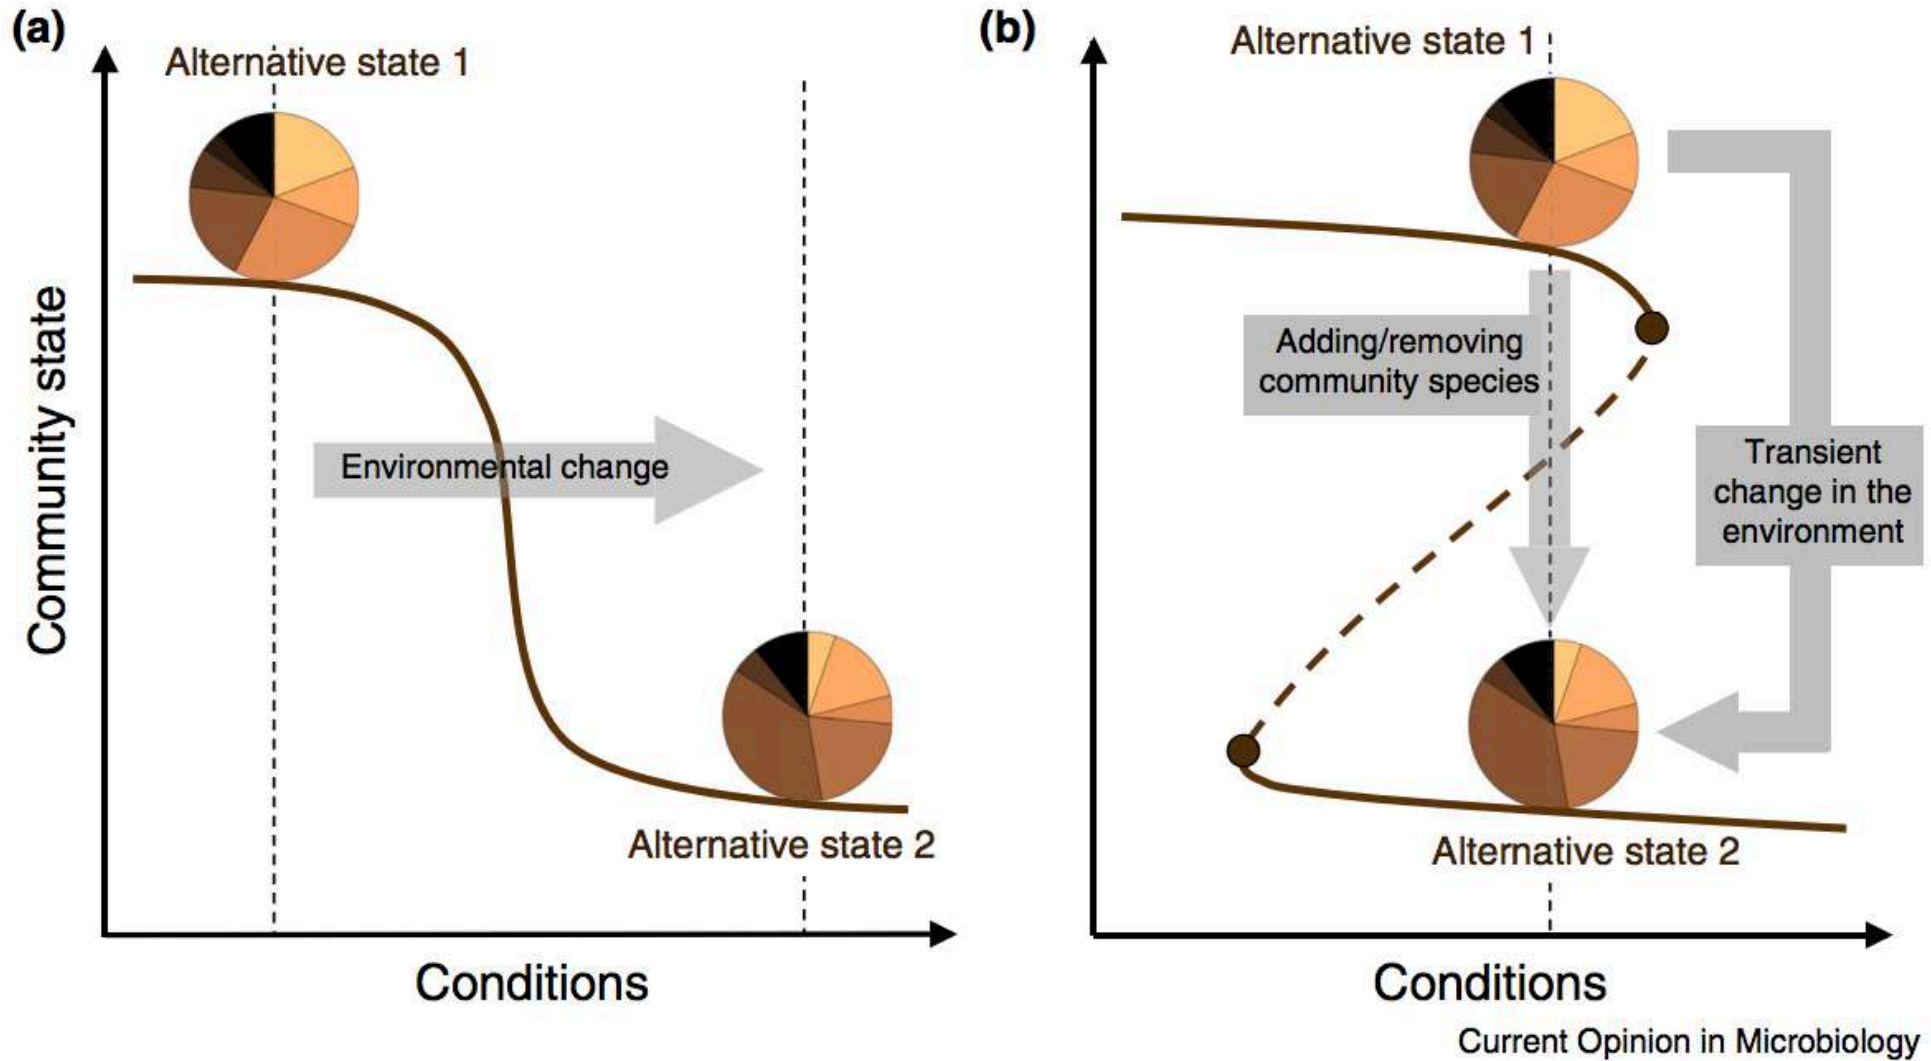 (a)
Alternative state 1
Community state
Environmental change
Alternative state 2
Conditions
(b)
Alternative state 1
Adding/removing
community species
Transient
change in the
environment
Alternative state 2
Conditions
Current Opinion in Microbiology